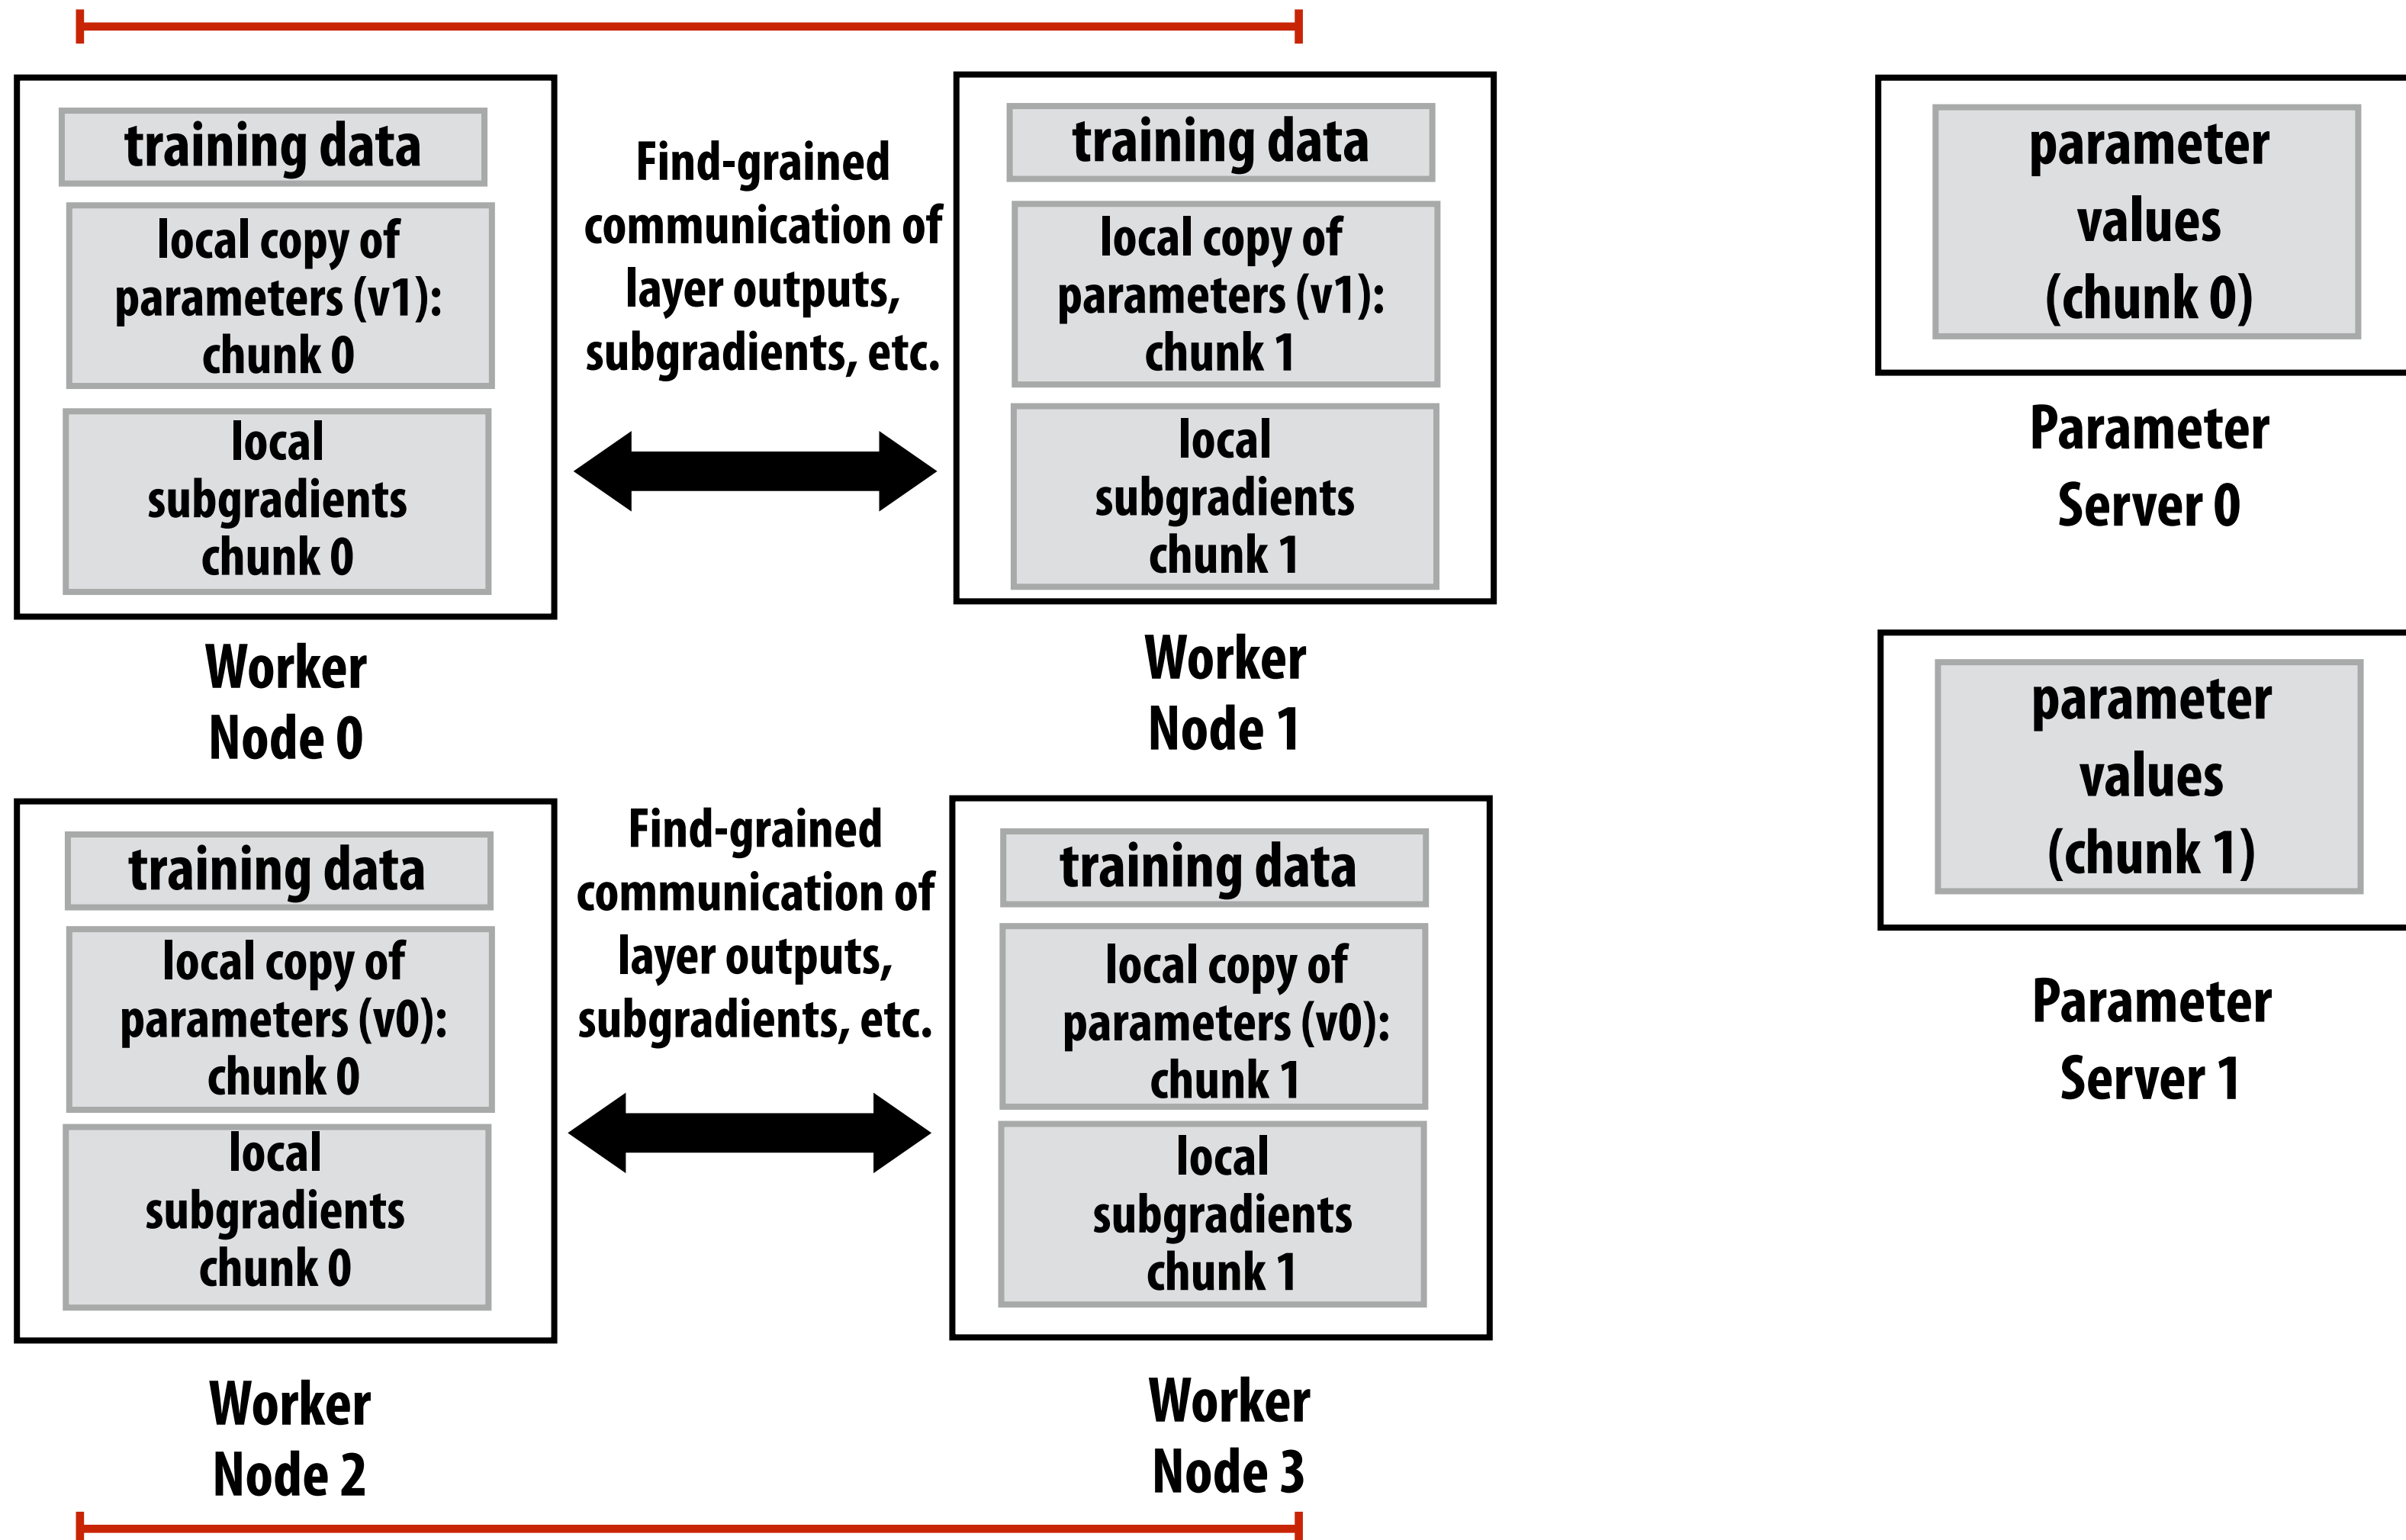 training data
local copy of
parameters (v1):
chunk 0
local
subgradients
chunk 0
Worker
Node 0
Find-grained
communication of
layer outputs,
subgradients, etc.
training data
local copy of
parameters (v1):
chunk 1
local
subgradients
chunk 1
Worker
Node 1
parameter
values
(chunk 0)
Parameter
Server 0
training data
local copy of
parameters (v0):
chunk 0
local
subgradients
chunk 0
Worker
Node 2
Find-grained
communication of
layer outputs,
subgradients, etc.
training data
local copy of
parameters (v0):
chunk 1
local
subgradients
chunk 1
Worker
Node 3
parameter
values
(chunk 1)
Parameter
Server 1